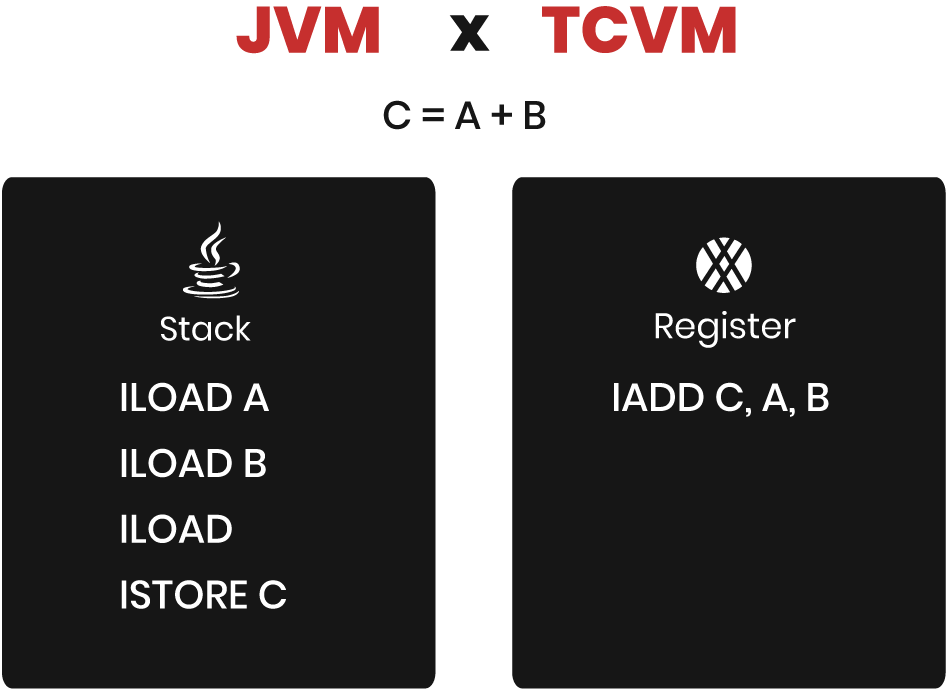 JVM x TCVM
C = A + B
Stack
ILOAD A
ILOAD B
ILOAD
ISTORE C
Register
IADD C, A, B